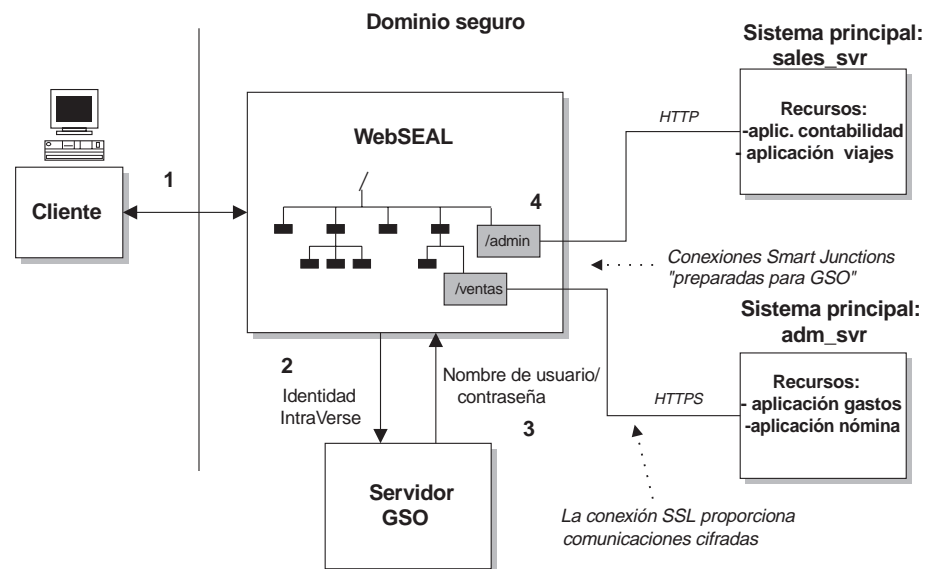 Dominio seguro
Sistema principal:
sales_svr
Recursos:
-aplic. contabilidad
- aplicación viajes
HTTP
WebSEAL
1
Cliente
4
/admin
/ventas
Conexiones Smart Junctions
"preparadas para GSO"
Sistema principal:
adm_svr
Recursos:
- aplicación gastos
-aplicación nómina
HTTPS
2
Identidad
IntraVerse
Nombre de usuario/
contraseña
3
Servidor
GSO
La conexión SSL proporciona
comunicaciones cifradas